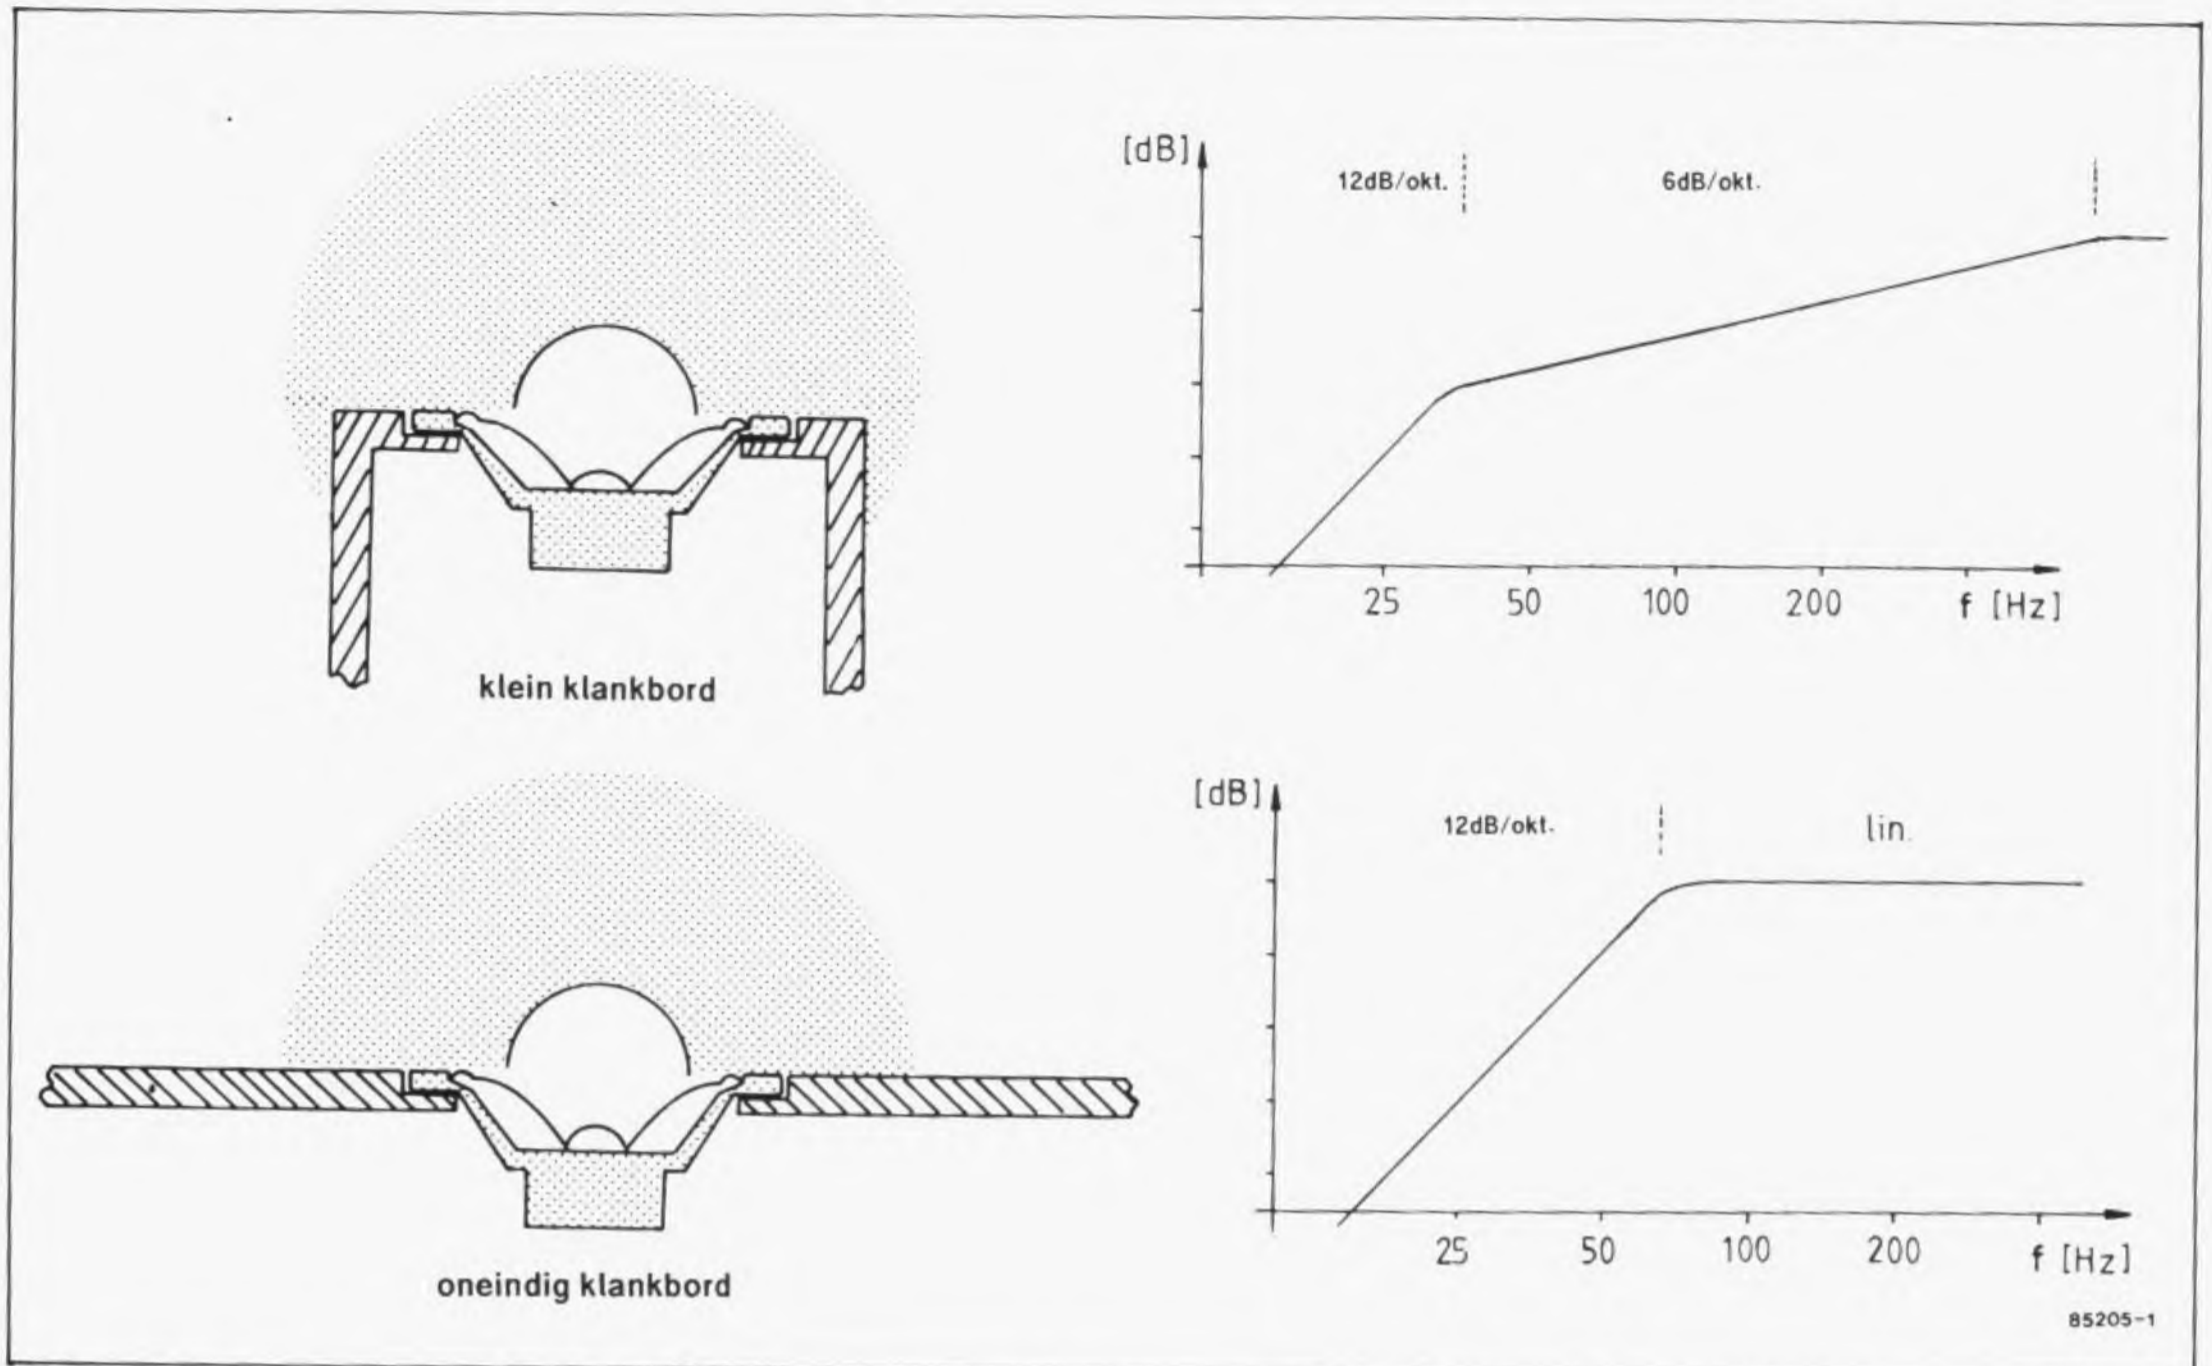 klein klankbord
[dB]
12dB/okt.
6dB/okt.
25 50 100 200 f [Hz]
oneindig klankbord
[dB]
12dB/okt.
lin.
25 50 100 200 f [Hz]
85205-1